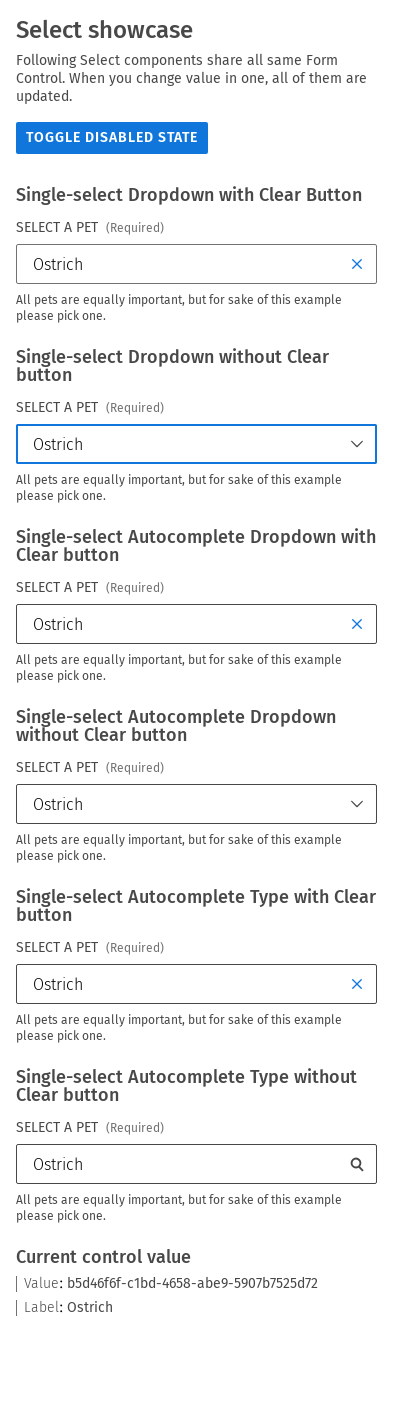 Select showcase
Following Select components share all same Form
Control. When you change value in one, all of them are
updated.
TOGGLE DISABLED STATE
Single-select Dropdown with Clear Button
SELECT A PET (Required)
Ostrich
All pets are equally important, but for sake of this example
please pick one.
Single-select Dropdown without Clear
button
SELECT A PET (Required)
Ostrich
All pets are equally important, but for sake of this example
please pick one.
Single-select Autocomplete Dropdown with
Clear button
SELECT A PET (Required)
Ostrich
All pets are equally important, but for sake of this example
please pick one.
Single-select Autocomplete Dropdown
without Clear button
SELECT A PET (Required)
Ostrich
All pets are equally important, but for sake of this example
please pick one.
Single-select Autocomplete Type with Clear
button
SELECT A PET (Required)
Ostrich
All pets are equally important, but for sake of this example
please pick one.
Single-select Autocomplete Type without
Clear button
SELECT A PET (Required)
Ostrich
All pets are equally important, but for sake of this example
please pick one.
Current control value
Value: b5d46f6f-c1bd-4658-abe9-5907b7525d72
Label: Ostrich